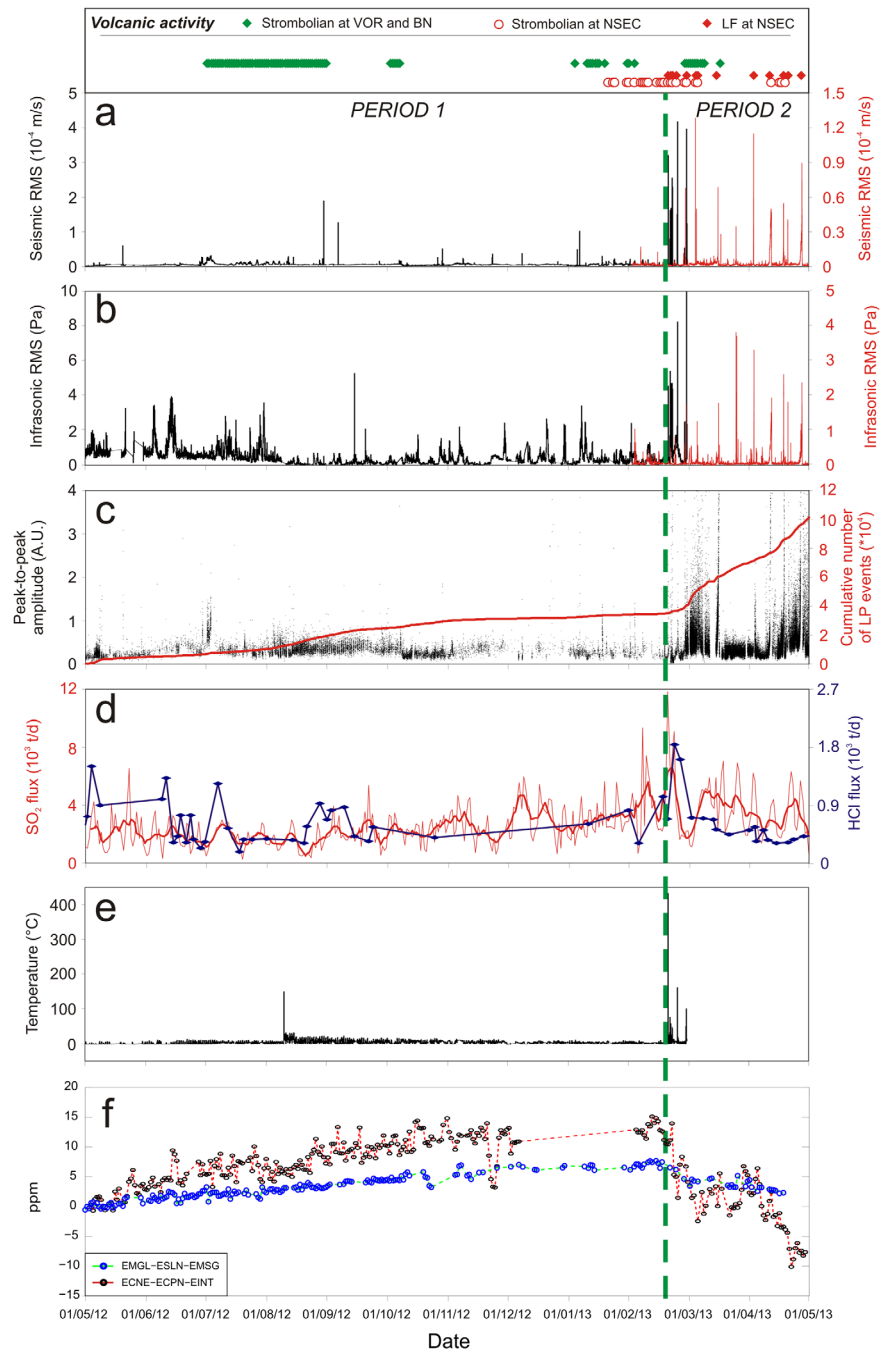 Volcanic activity
Strombolian at VOR and BN
Strombolian at NSEC
LF at NSEC
a
PERIOD 1
PERIOD 2
Seismic RMS (10⁻⁴ m/s)
5
4
3
2
1
0
1.5
1.2
0.9
0.6
0.3
0
Seismic RMS (10⁻⁴ m/s)
b
Infrasonic RMS (Pa)
10
8
6
4
2
0
5
4
3
2
1
0
Infrasonic RMS (Pa)
c
Peak-to-peak
amplitude (A.U.)
4
3
2
1
0
12
10
8
6
4
2
0
Cumulative number
of LP events (*10⁴)
d
SO₂ flux (10³ t/d)
12
8
4
0
2.7
1.8
0.9
0
HCl flux (10³ t/d)
e
Temperature (°C)
400
300
200
100
0
f
ppm
20
15
10
5
0
−5
−10
−15
EMGL−ESLN−EMSG
ECNE−ECPN−EINT
01/05/12 01/06/12 01/07/12 01/08/12 01/09/12 01/10/12 01/11/12 01/12/12 01/01/13 01/02/13 01/03/13 01/04/13 01/05/13
Date